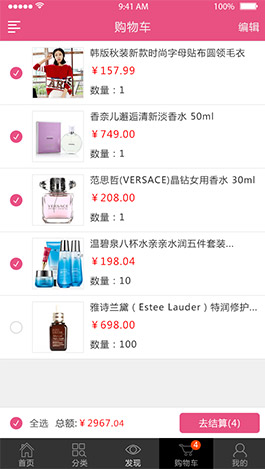 9:41 AM
100%
购物车
编辑
韩版秋装新款时尚字母贴布圆领毛衣
￥157.99
数量：1
香奈儿邂逅清新淡香水 50ml
￥749.00
数量：1
范思哲(VERSACE)晶钻女用香水 30ml
￥208.00
数量：1
VERSACE
温碧泉八杯水亲亲水润五件套装...
￥198.04
数量：10
雅诗兰黛（Estee Lauder）特润修护...
￥698.00
数量：100
全选 总额:￥2967.04
去结算(4)
4
首页
分类
发现
购物车
我的